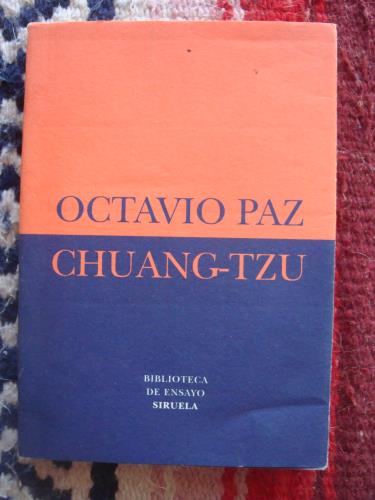 OCTAVIO PAZ
CHUANG-TZU
BIBLIOTECA
DE ENSAYO
SIRUELA